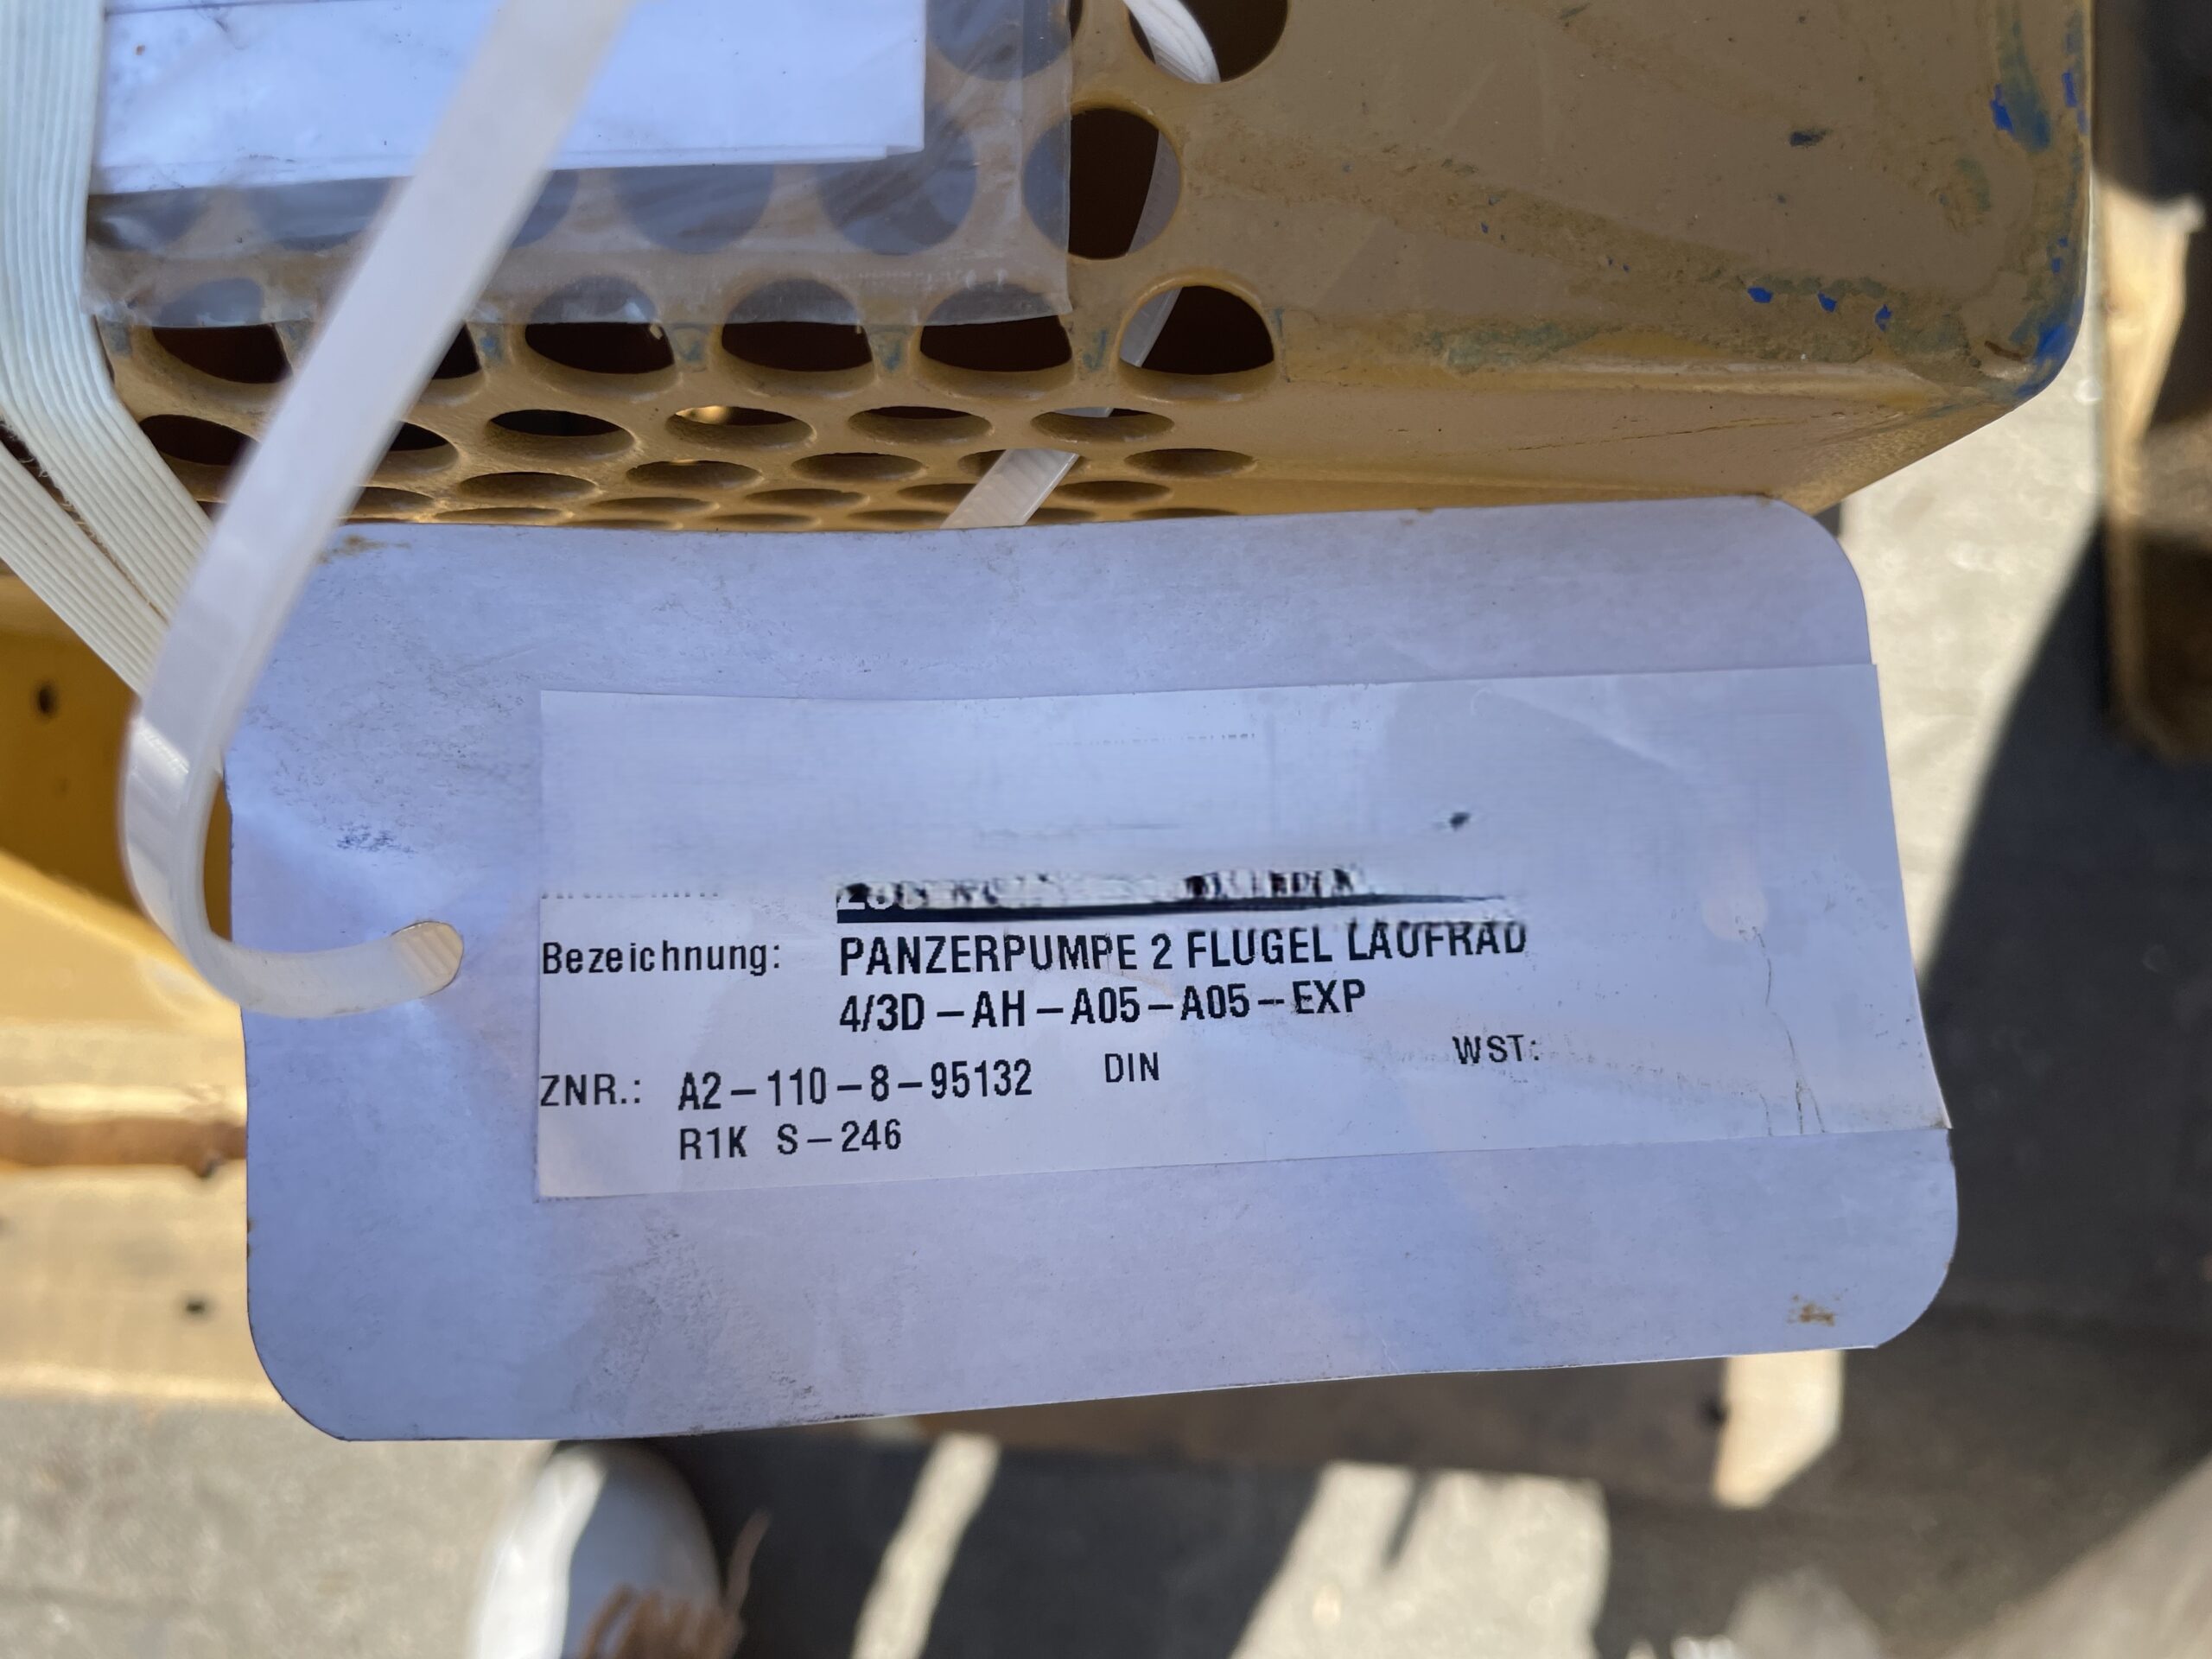 Bezeichnung: PANZERPUMPE 2 FLUGEL LAUFRAD
4/3D-AH-A05-A05-EXP
ZNR.: A2-110-8-95132 DIN WST:
R1K S-246